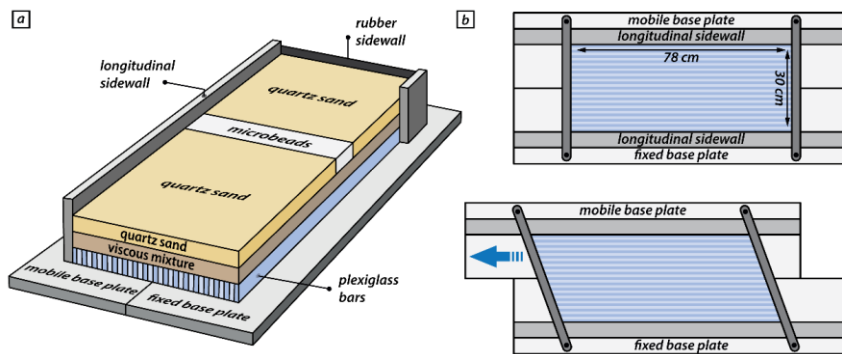 a
rubber
sidewall
longitudinal
sidewall
quartz sand
microbeads
quartz sand
quartz sand
viscous mixture
mobile base plate
fixed base plate
plexiglass
bars
b
mobile base plate
longitudinal sidewall
78 cm
30 cm
longitudinal sidewall
fixed base plate
mobile base plate
fixed base plate